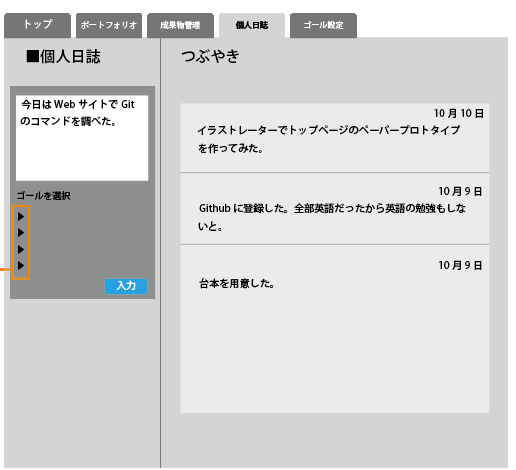 トップ
ポートフォリオ
成果物管理
個人日誌
ゴール設定
■個人日誌
今日は Web サイトで Git
のコマンドを調べた。
ゴールを選択
入力
つぶやき
10 月 10 日
イラストレーターでトップページのペーパープロトタイプ
を作ってみた。
10 月 9 日
Github に登録した。全部英語だったから英語の勉強もしな
いと。
10 月 9 日
台本を用意した。